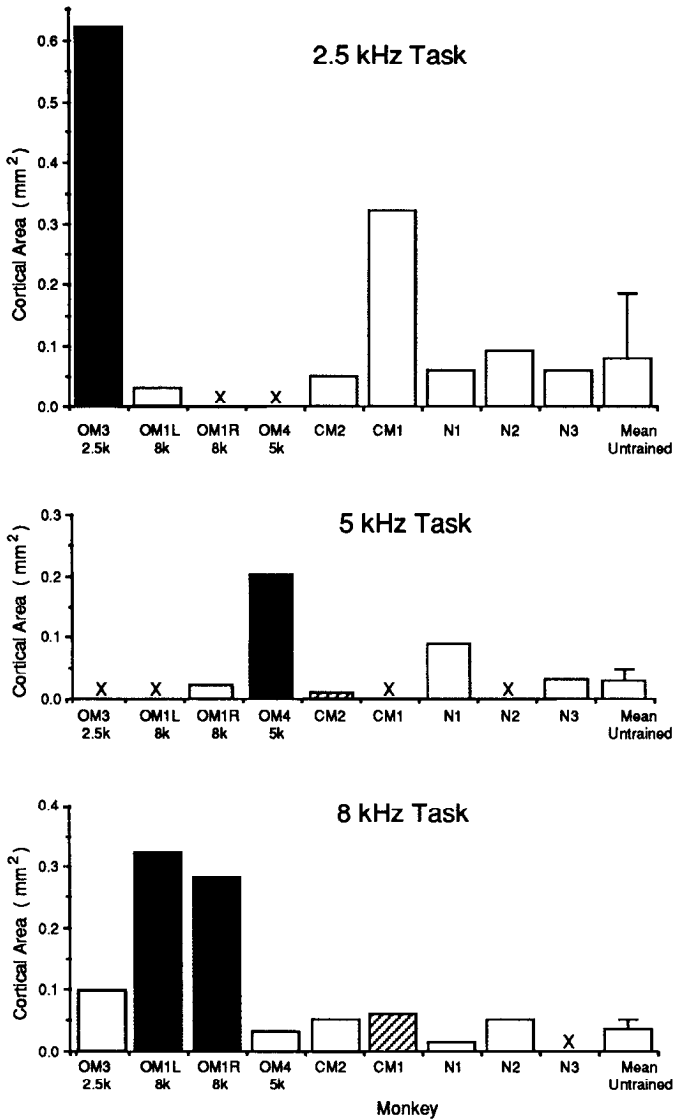 2.5 kHz Task
Cortical Area ( mm2 )
0.6
0.5
0.4
0.3
0.2
0.1
0.0
X X
OM3 OM1L OM1R OM4 CM2 CM1 N1 N2 N3 Mean
2.5k 8k 8k 5k Untrained
5 kHz Task
Cortical Area ( mm2 )
0.3
0.2
0.1
0.0
X X X X
OM3 OM1L OM1R OM4 CM2 CM1 N1 N2 N3 Mean
2.5k 8k 8k 5k Untrained
8 kHz Task
Cortical Area ( mm2 )
0.4
0.3
0.2
0.1
0.0
X
OM3 OM1L OM1R OM4 CM2 CM1 N1 N2 N3 Mean
2.5k 8k 8k 5k Untrained
Monkey